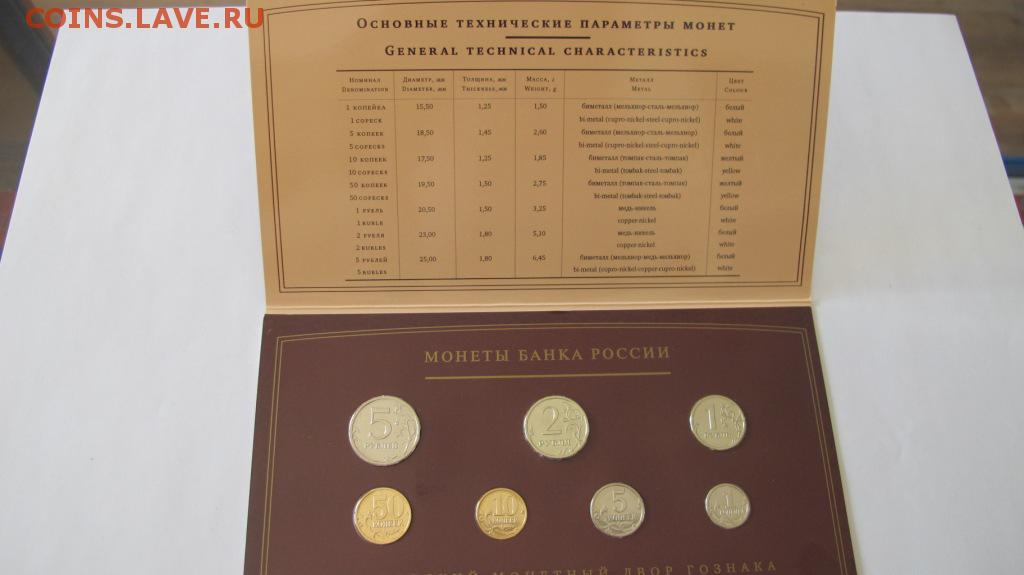 COINS.LAVE.RU
ОСНОВНЫЕ ТЕХНИЧЕСКИЕ ПАРАМЕТРЫ МОНЕТ
GENERAL TECHNICAL CHARACTERISTICS
НОМИНАЛ ДИАМЕТР, мм ТОЛЩИНА, мм МАССА, г МЕТАЛЛ ЦВЕТ
DENOMINATION DIAMETER, mm THICKNESS, mm WEIGHT, g METAL COLOUR
1 КОПЕЙКА 15,50 1,25 1,50 биметалл (мельхиор-сталь-мельхиор) белый
1 COPECK bi-metal (cupro-nickel-steel-cupro-nickel) white
5 КОПЕЕК 18,50 1,45 2,60 биметалл (мельхиор-сталь-мельхиор) белый
5 COPECKS bi-metal (cupro-nickel-steel-cupro-nickel) white
10 КОПЕЕК 17,50 1,25 1,85 биметалл (томпак-сталь-томпак) желтый
10 COPECKS bi-metal (tombak-steel-tombak) yellow
50 КОПЕЕК 19,50 1,50 2,75 биметалл (томпак-сталь-томпак) желтый
50 COPECKS bi-metal (tombak-steel-tombak) yellow
1 РУБЛЬ 20,50 1,50 3,25 медь-никель белый
1 RUBLE copper-nickel white
2 РУБЛЯ 23,00 1,80 5,10 медь-никель белый
2 RUBLES copper-nickel white
5 РУБЛЕЙ 25,00 1,80 6,45 биметалл (мельхиор-медь-мельхиор) белый
5 RUBLES bi-metal (cupro-nickel-copper-cupro-nickel) white
МОНЕТЫ БАНКА РОССИИ
5 РУБЛЕЙ
2 РУБЛЯ
1 РУБЛЬ
50 КОПЕЕК
10 КОПЕЕК
5 КОПЕЕК
1
МОНЕТНЫЙ ДВОР ГОЗНАКА